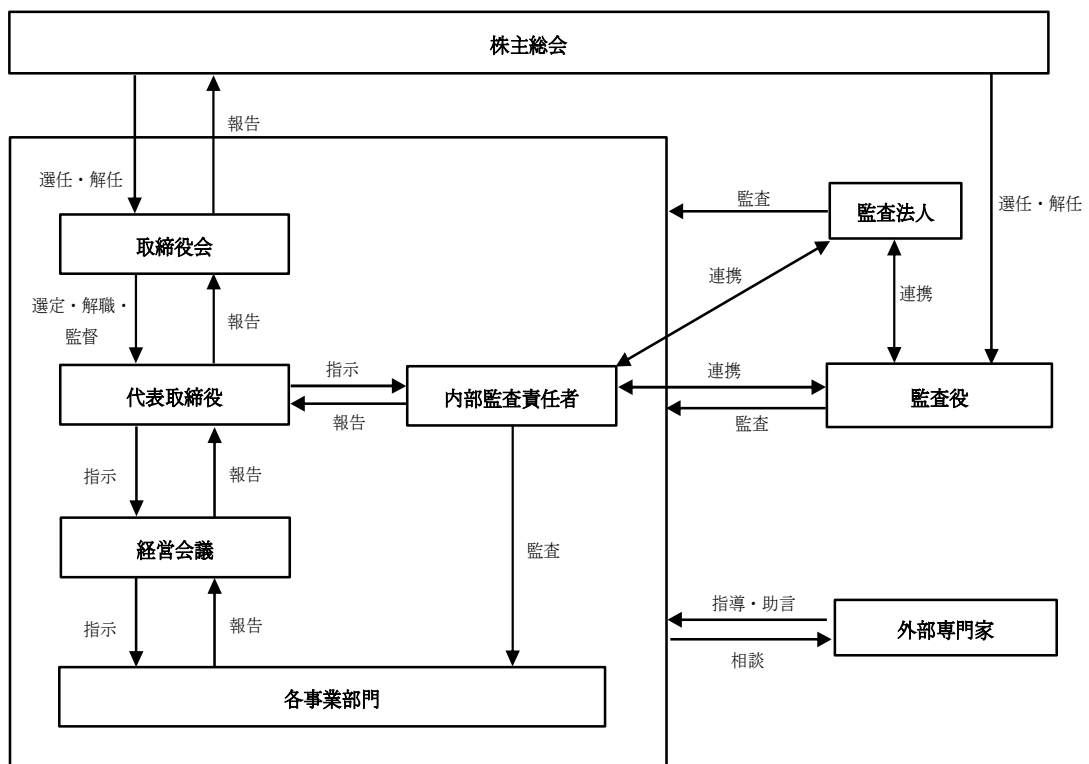 株主総会
報告
選任・解任
監査
監査法人
選任・解任
取締役会
連携
連携
選定・解職・
監督
報告
指示
連携
代表取締役
内部監査責任者
監査役
報告
監査
指示
報告
経営会議
監査
指導・助言
指示
報告
外部専門家
相談
各事業部門